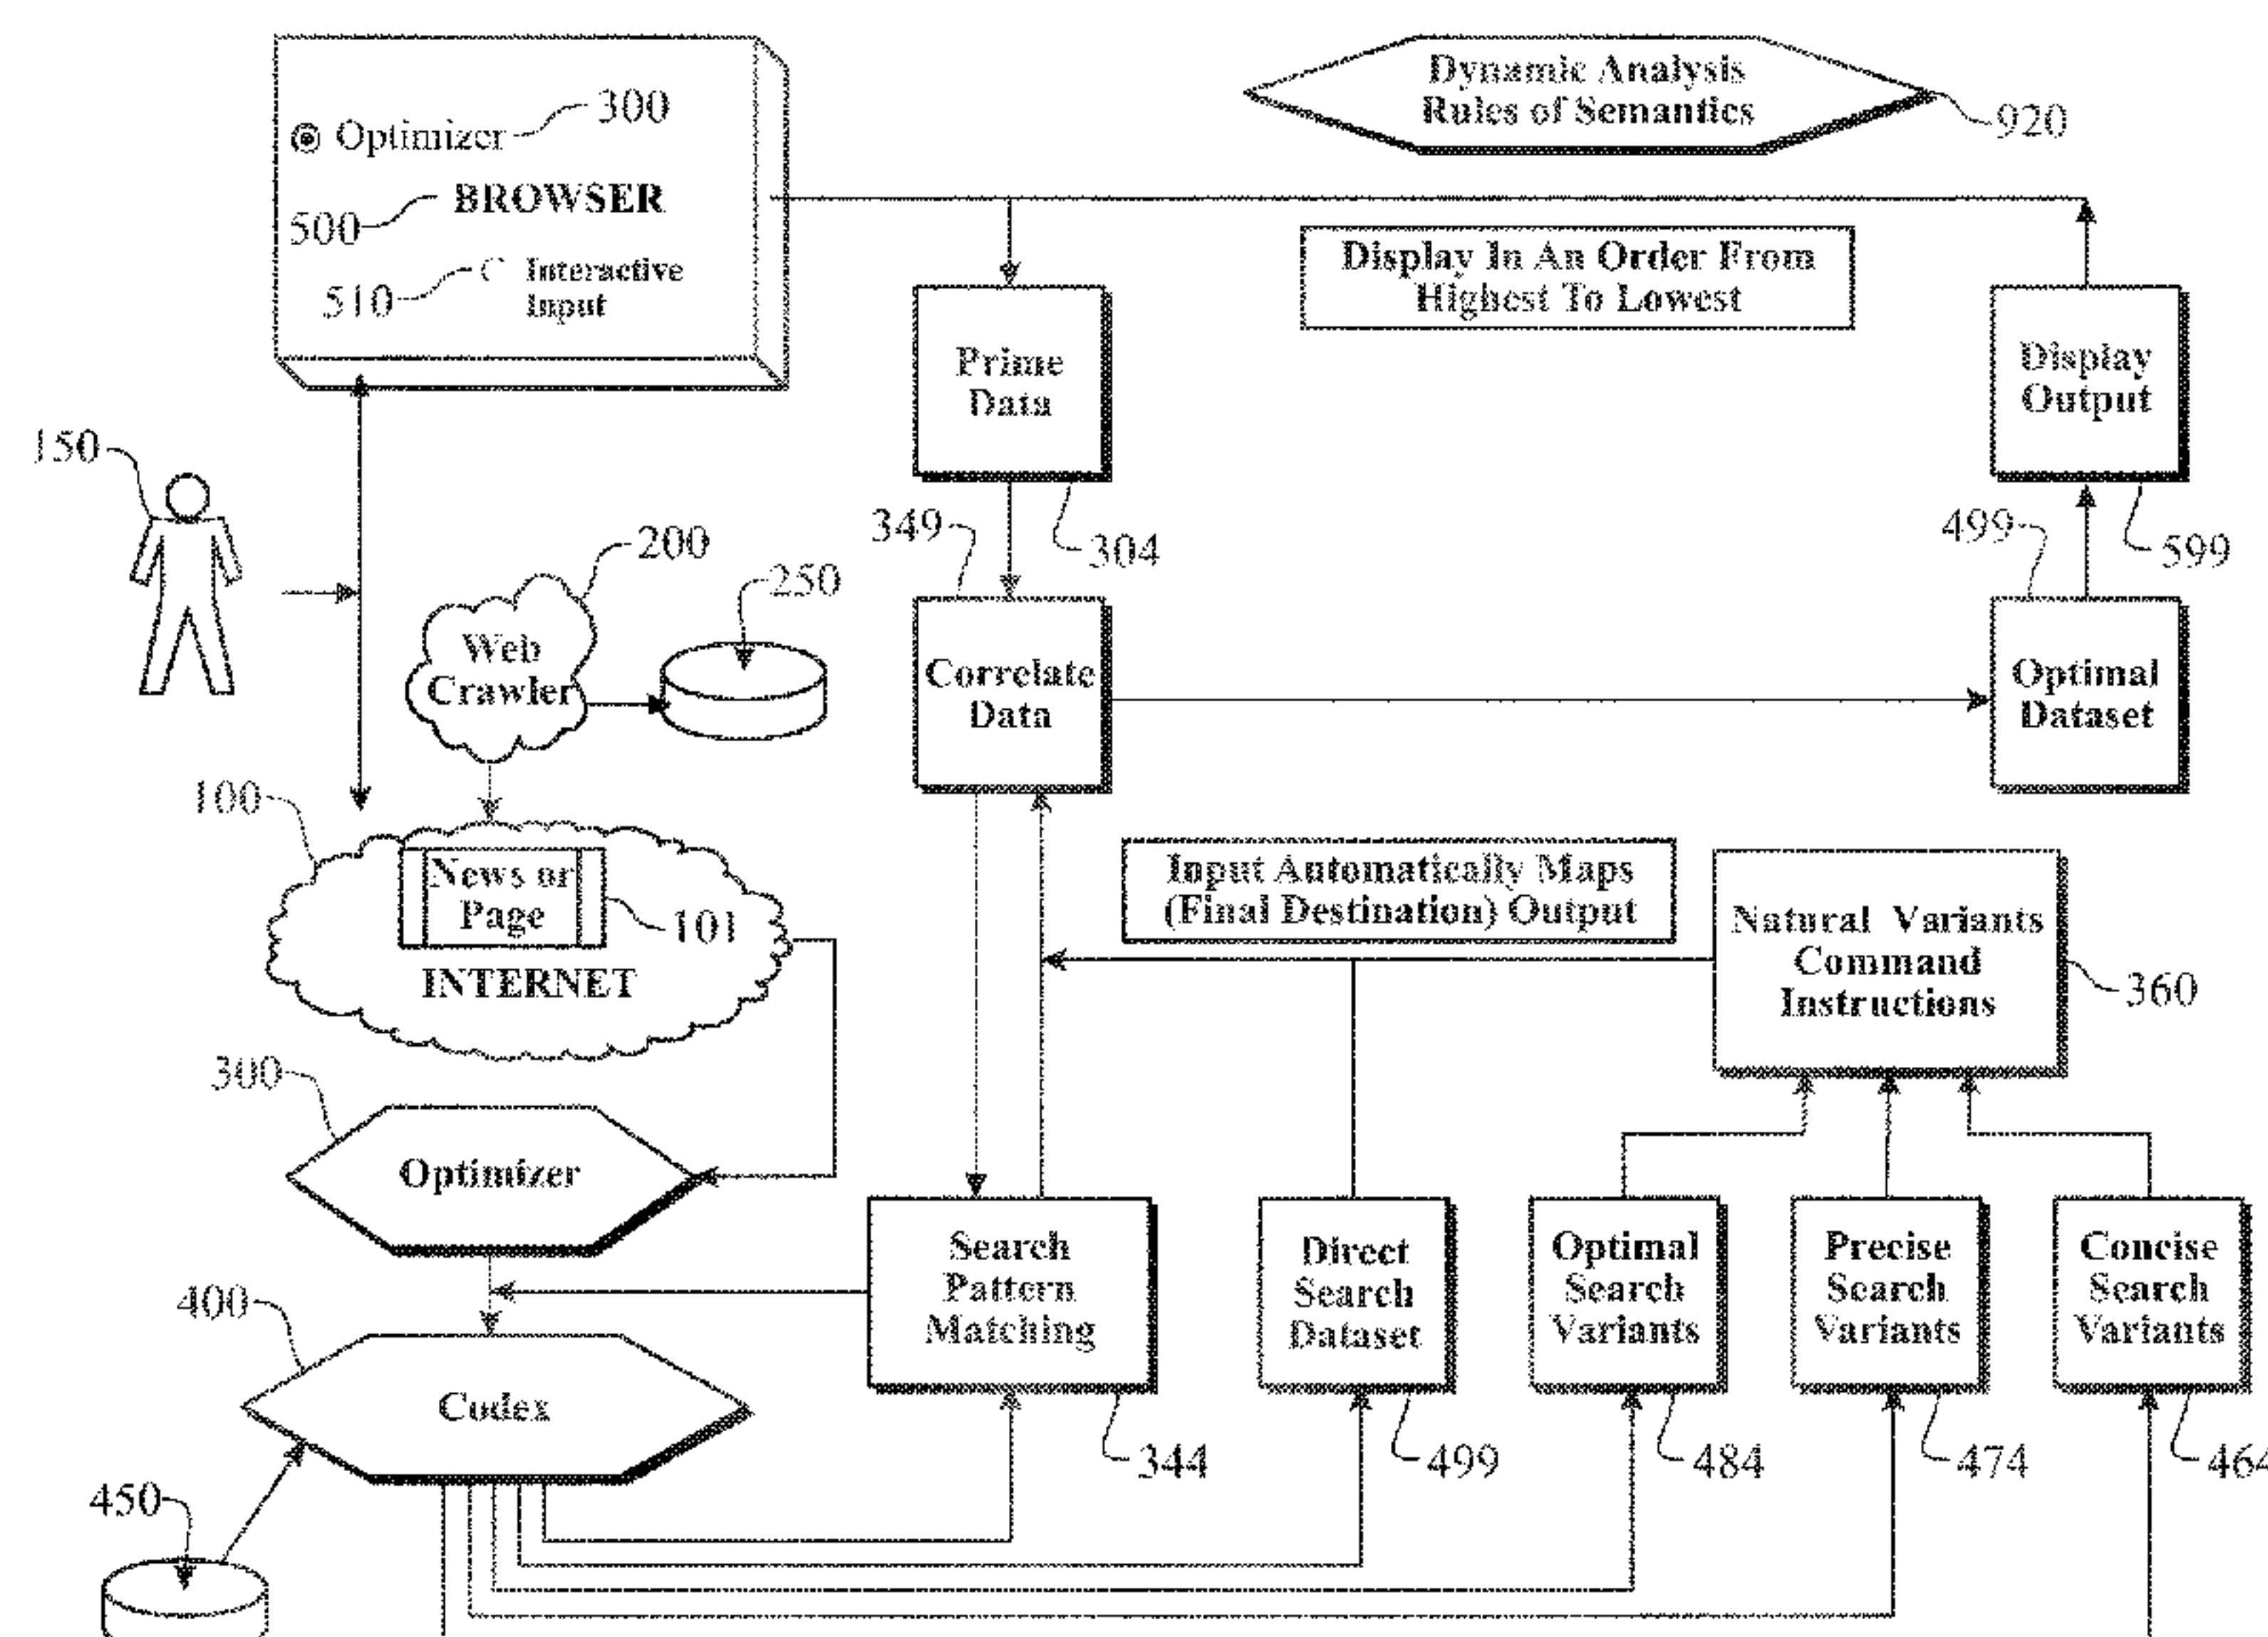 300
Optimizer
BROWSER
500
Interactive
510
Input
Dynamic Analysis
Rules of Semantics
920
Display In An Order From
Highest To Lowest
Prime
Data
304
Display
Output
599
150
200
Web
Crawler
250
349
Correlate
Data
499
Optimal
Dataset
100
News or
Page
101
INTERNET
Input Automatically Maps
(Final Destination) Output
Natural Variants
Command
Instructions
360
300
Optimizer
400
Codex
450
Search
Pattern
Matching
344
Direct
Search
Dataset
499
Optimal
Search
Variants
484
Precise
Search
Variants
474
Concise
Search
Variants
464